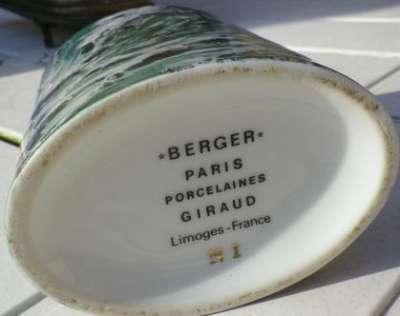 *BERGER*
PARIS
PORCELAINES
GIRAUD
Limoges-France